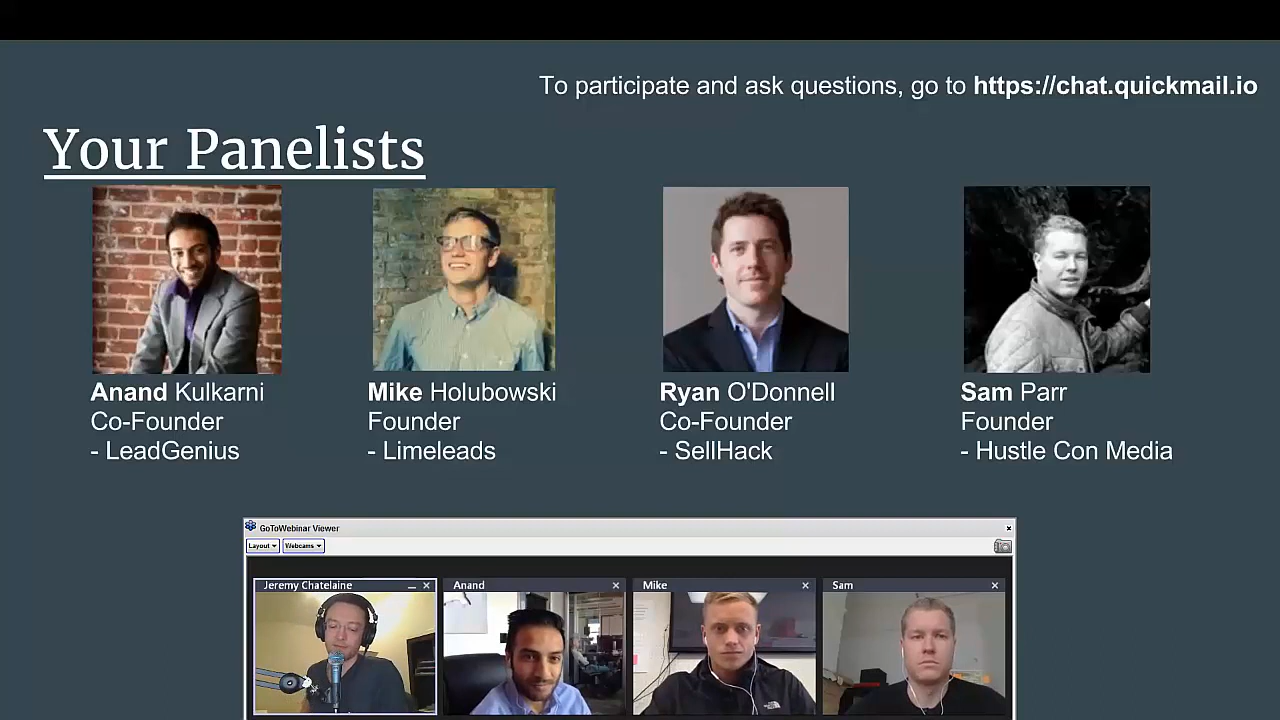 To participate and ask questions, go to https://chat.quickmail.io
Your Panelists
Anand Kulkarni
Co-Founder
- LeadGenius
Mike Holubowski
Founder
- Limeleads
Ryan O'Donnell
Co-Founder
- SellHack
Sam Parr
Founder
- Hustle Con Media
GoToWebinar Viewer
Layout
Webcams
Jeremy Chatelaine
Anand
Mike
Sam